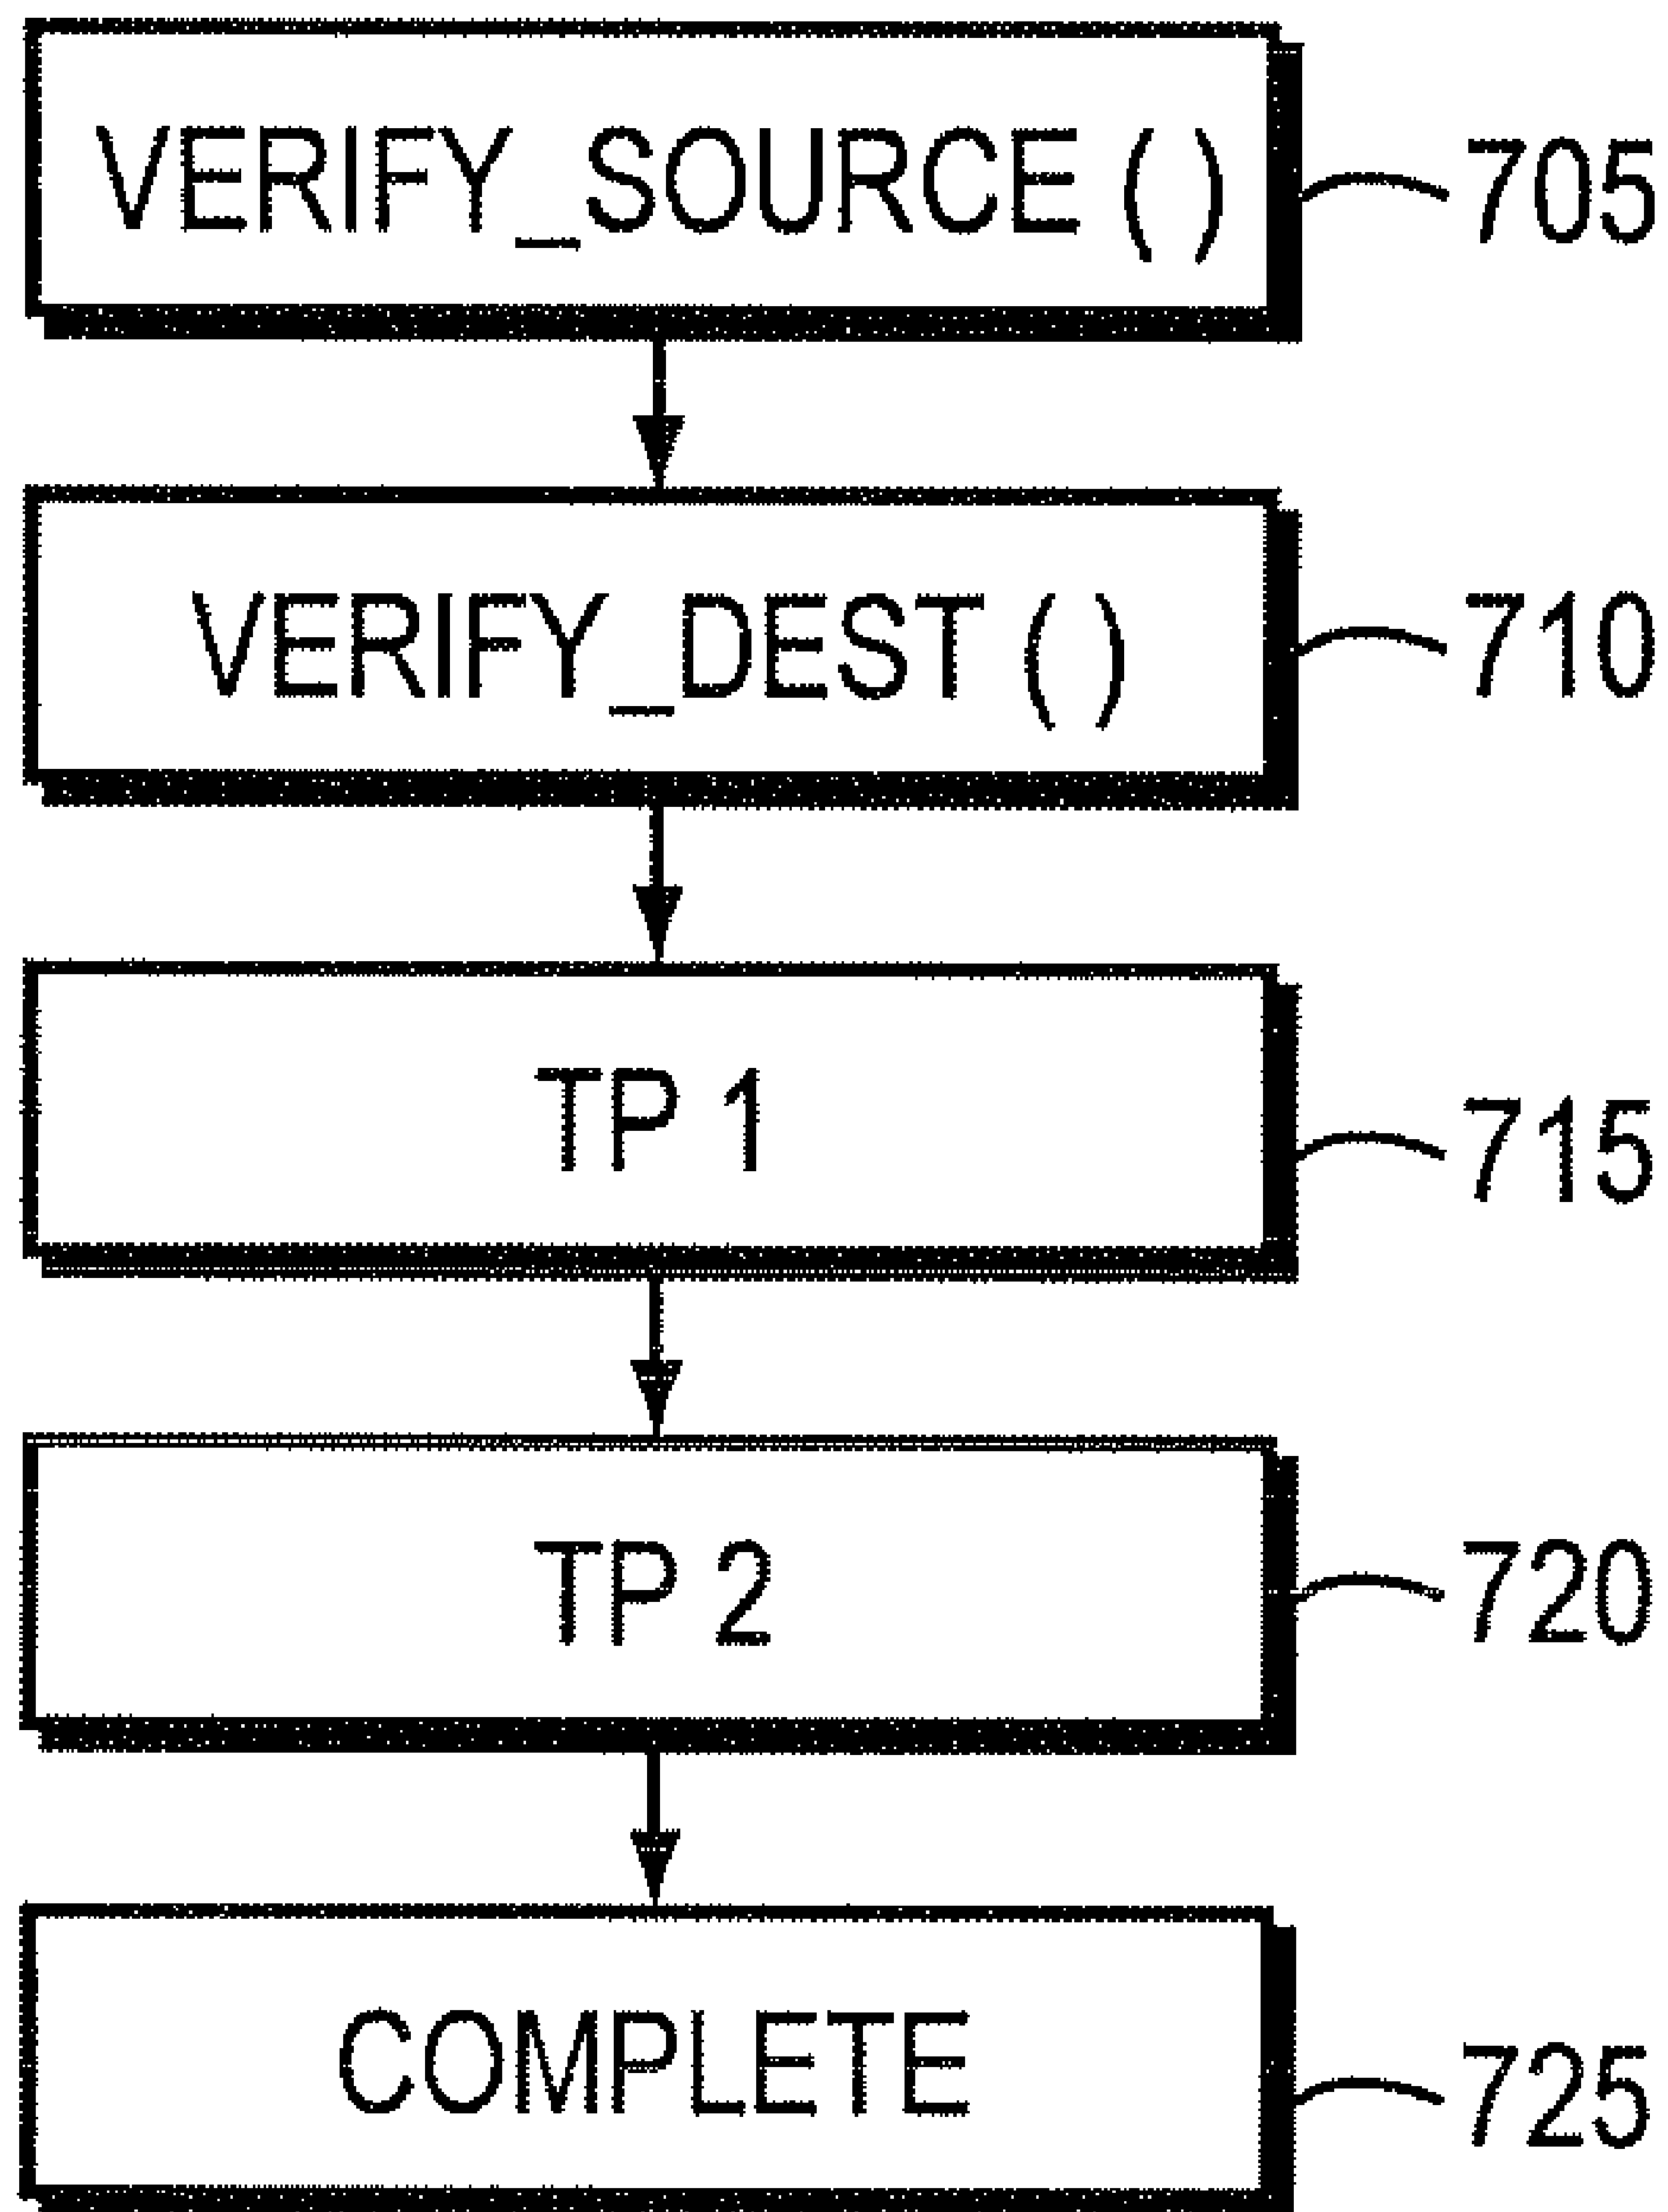 VERIFY_SOURCE ( ) 705
VERIFY_DEST ( ) 710
TP 1 715
TP 2 720
COMPLETE 725